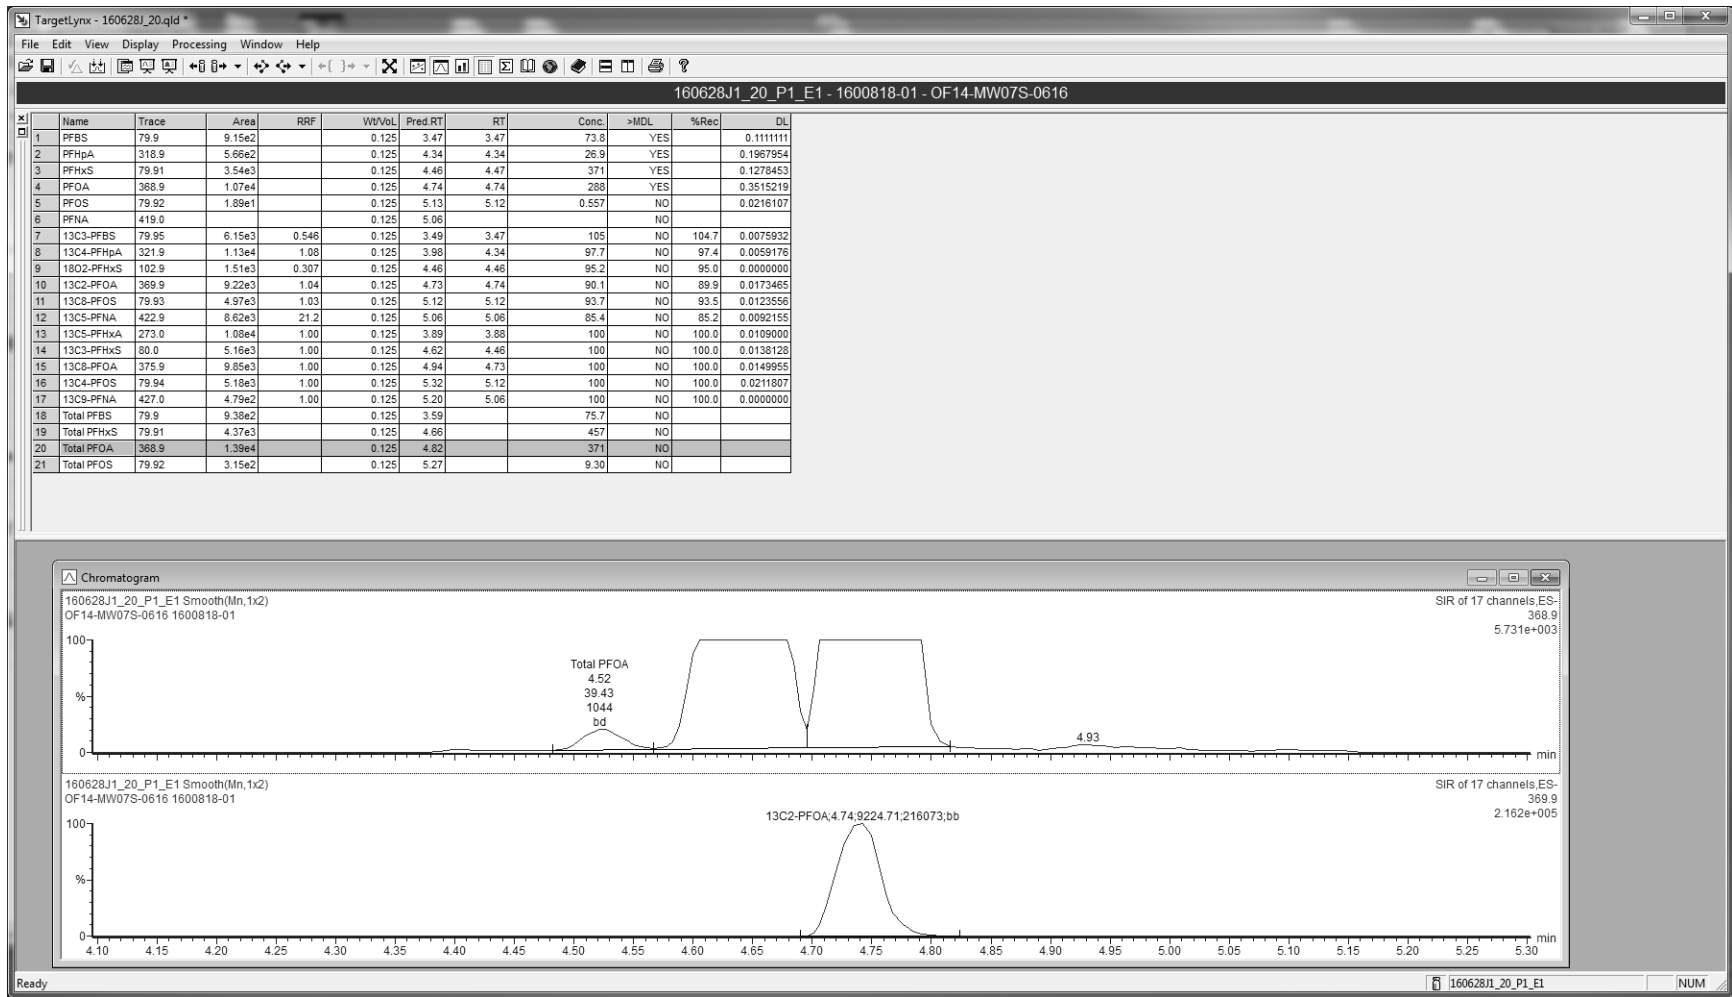 TargetLynx - 160628J_20.qld *
File Edit View Display Processing Window Help
160628J1_20_P1_E1 - 1600818-01 - OF14-MW07S-0616
Name Trace Area RRF Wt/Vol Pred.RT RT Conc. >MDL %Rec DL
1 PFBS 79.9 9.15e2 0.125 3.47 3.47 73.8 YES 0.1111111
2 PFHpA 318.9 5.66e2 0.125 4.34 4.34 26.9 YES 0.1967954
3 PFHxS 79.91 3.54e3 0.125 4.46 4.47 371 YES 0.1278453
4 PFOA 368.9 1.07e4 0.125 4.74 4.74 288 YES 0.3515219
5 PFOS 79.92 1.89e1 0.125 5.13 5.12 0.557 NO 0.0216107
6 PFNA 419.0 0.125 5.06 NO
7 13C3-PFBS 79.95 6.15e3 0.546 0.125 3.49 3.47 105 NO 104.7 0.0075932
8 13C4-PFHpA 321.9 1.13e4 1.08 0.125 3.98 4.34 97.7 NO 97.4 0.0059176
9 18O2-PFHxS 102.9 1.51e3 0.307 0.125 4.46 4.46 95.2 NO 95.0 0.0000000
10 13C2-PFOA 369.9 9.22e3 1.04 0.125 4.73 4.74 90.1 NO 89.9 0.0173465
11 13C8-PFOS 79.93 4.97e3 1.03 0.125 5.12 5.12 93.7 NO 93.5 0.0123556
12 13C5-PFNA 422.9 8.62e3 21.2 0.125 5.06 5.06 85.4 NO 85.2 0.0092155
13 13C5-PFHxA 273.0 1.08e4 1.00 0.125 3.89 3.88 100 NO 100.0 0.0109000
14 13C3-PFHxS 80.0 5.16e3 1.00 0.125 4.62 4.46 100 NO 100.0 0.0138128
15 13C8-PFOA 375.9 9.85e3 1.00 0.125 4.94 4.73 100 NO 100.0 0.0149955
16 13C4-PFOS 79.94 5.18e3 1.00 0.125 5.32 5.12 100 NO 100.0 0.0211807
17 13C9-PFNA 427.0 4.79e2 1.00 0.125 5.20 5.06 100 NO 100.0 0.0000000
18 Total PFBS 79.9 9.38e2 0.125 3.59 75.7 NO
19 Total PFHxS 79.91 4.37e3 0.125 4.66 457 NO
20 Total PFOA 368.9 1.39e4 0.125 4.82 371 NO
21 Total PFOS 79.92 3.15e2 0.125 5.27 9.30 NO
Chromatogram
160628J1_20_P1_E1 Smooth(Mn,1x2)
OF14-MW07S-0616 1600818-01
SIR of 17 channels,ES-
368.9
5.731e+003
100
%
0
Total PFOA
4.52
39.43
1044
bd
4.93
min
160628J1_20_P1_E1 Smooth(Mn,1x2)
OF14-MW07S-0616 1600818-01
SIR of 17 channels,ES-
369.9
2.162e+005
100
%
0
13C2-PFOA;4.74;9224.71;216073;bb
min
4.10 4.15 4.20 4.25 4.30 4.35 4.40 4.45 4.50 4.55 4.60 4.65 4.70 4.75 4.80 4.85 4.90 4.95 5.00 5.05 5.10 5.15 5.20 5.25 5.30
Ready
160628J1_20_P1_E1
NUM